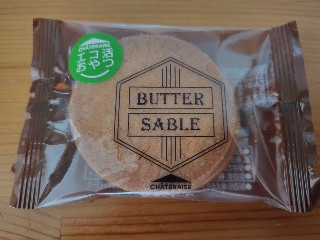 CHATERAISE
エコ活
おやつ
BUTTER
SABLE
CHATERAISE